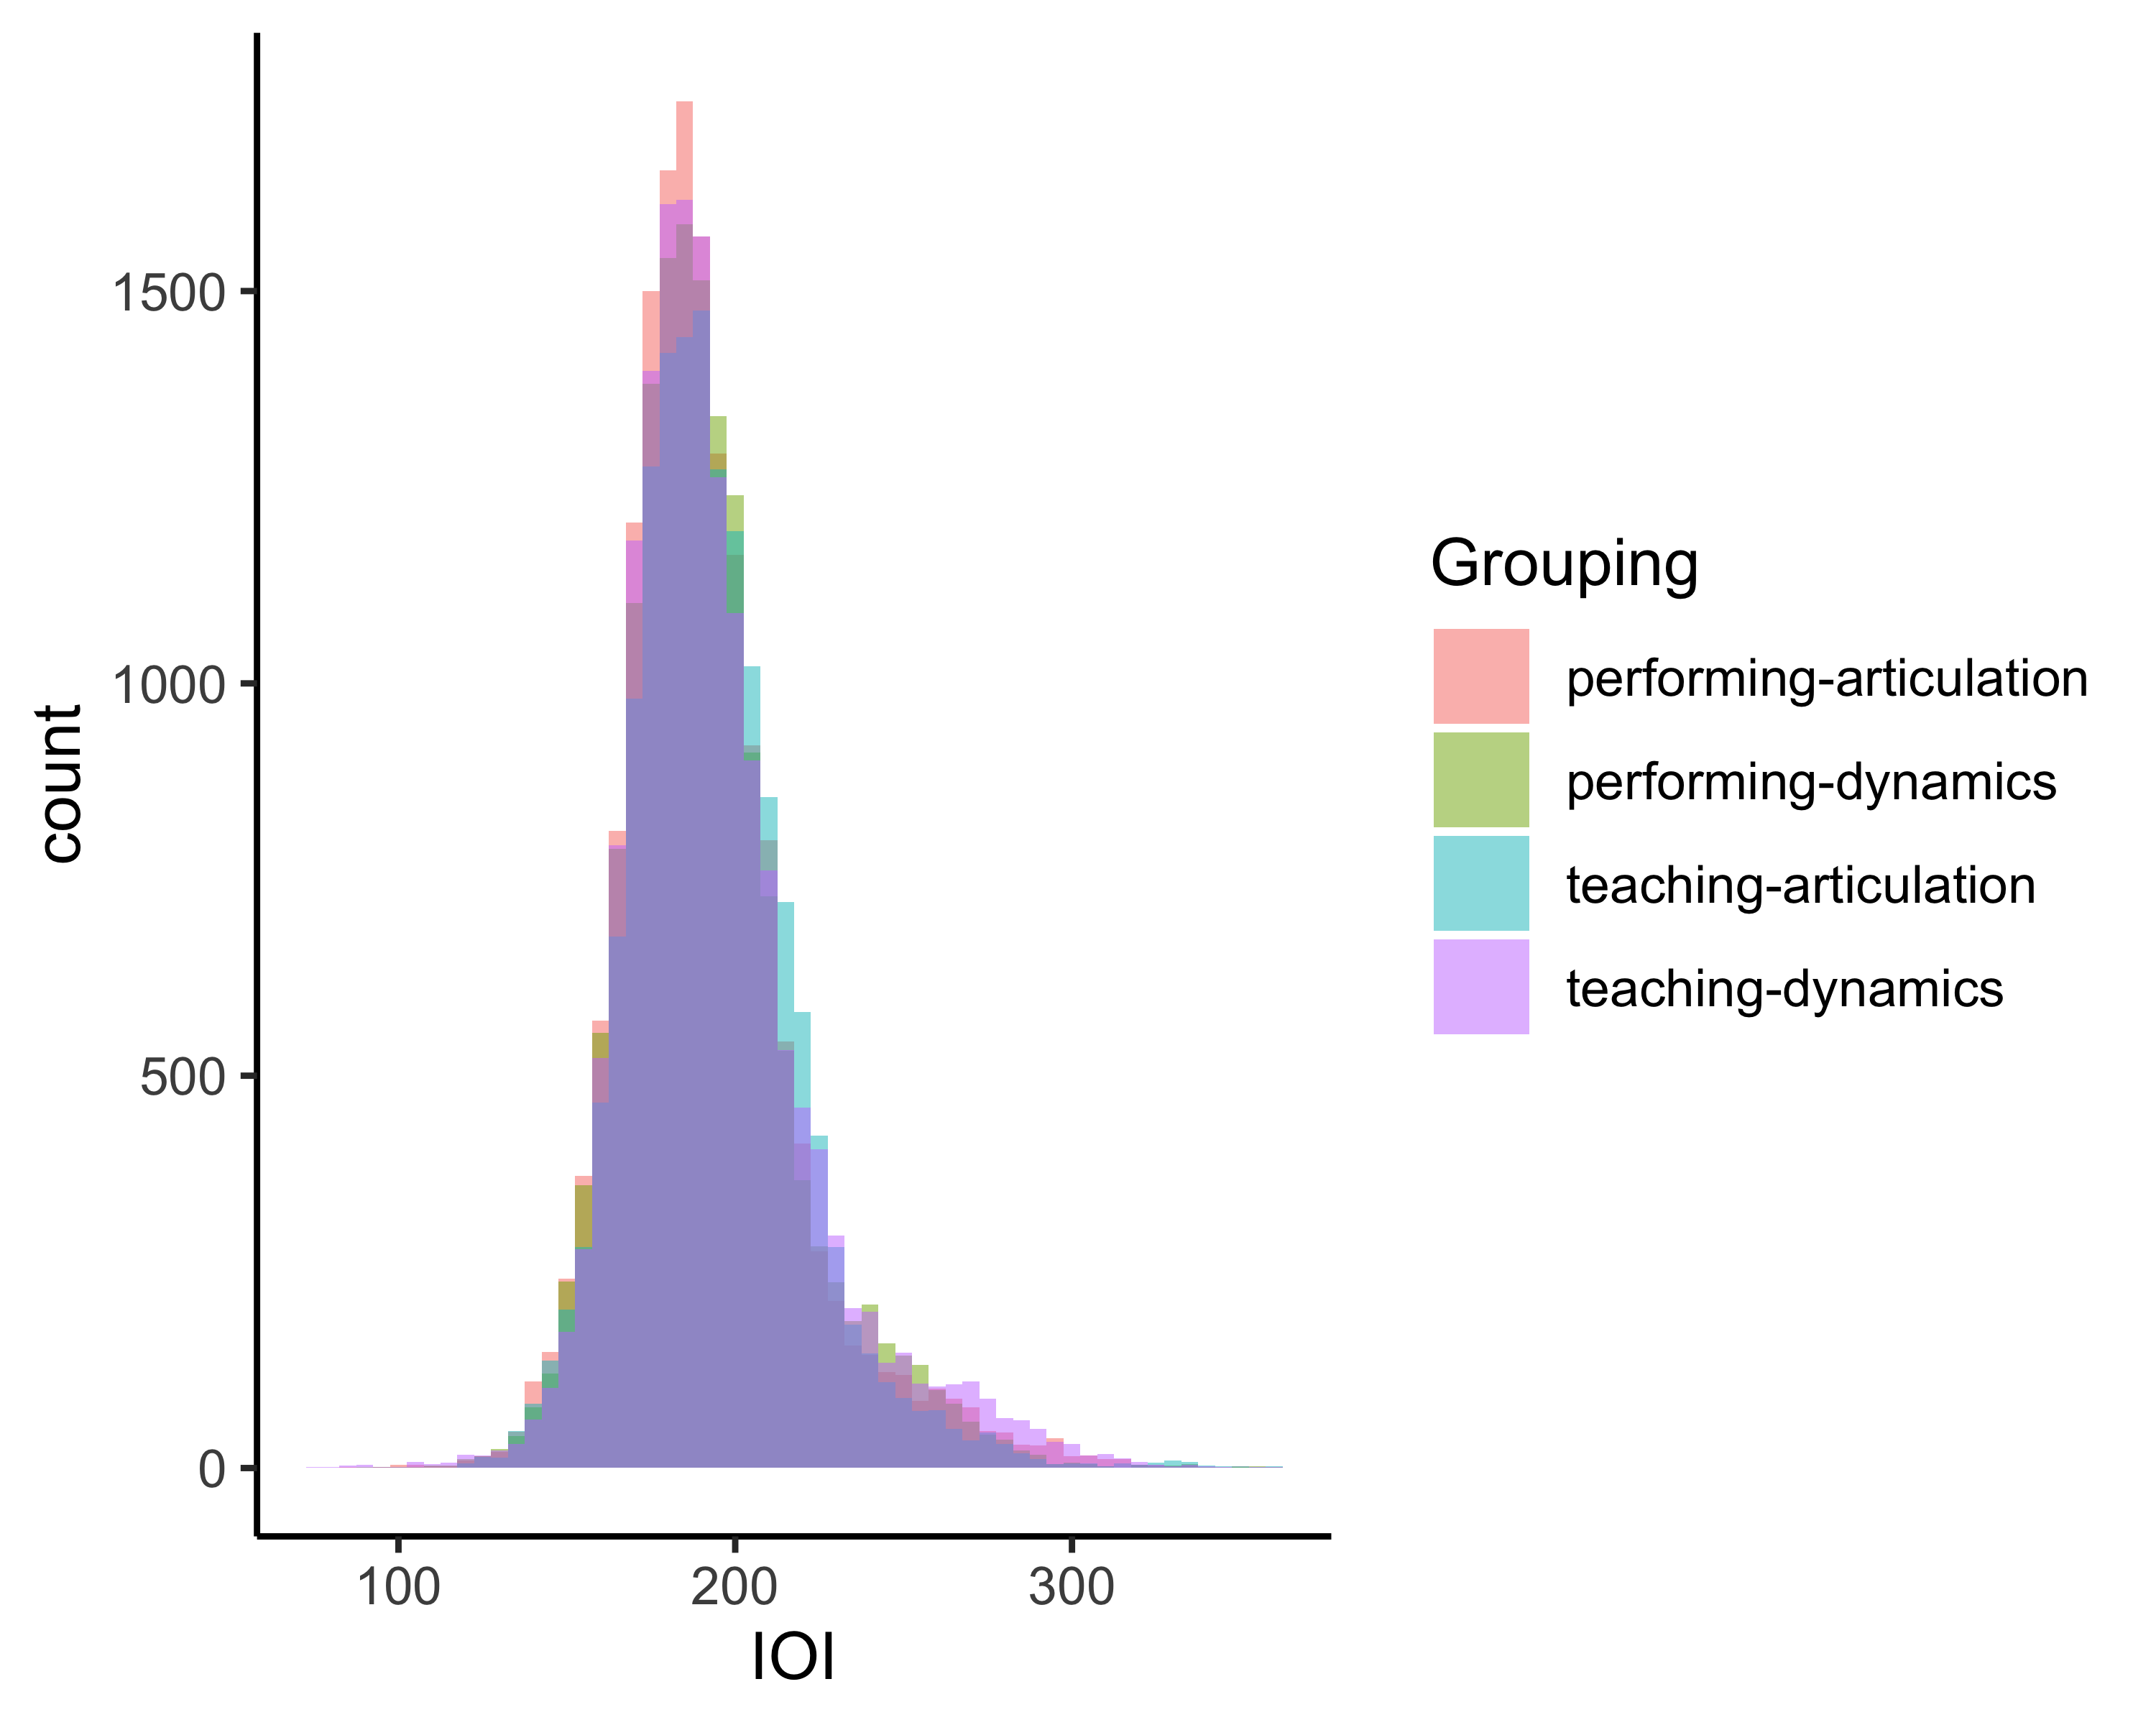 1500
1000
500
0
count
100 200 300
IOI
Grouping
performing-articulation
performing-dynamics
teaching-articulation
teaching-dynamics